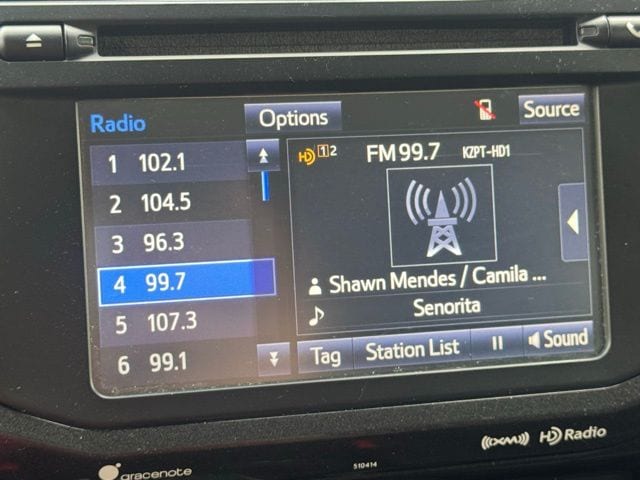 Radio
Options
Source
1 102.1
2 104.5
3 96.3
4 99.7
5 107.3
6 99.1
HD 1 2
FM 99.7 KZPT-HD1
Shawn Mendes / Camila ...
Senorita
Tag
Station List
Sound
((XM)) HD Radio
gracenote
510414